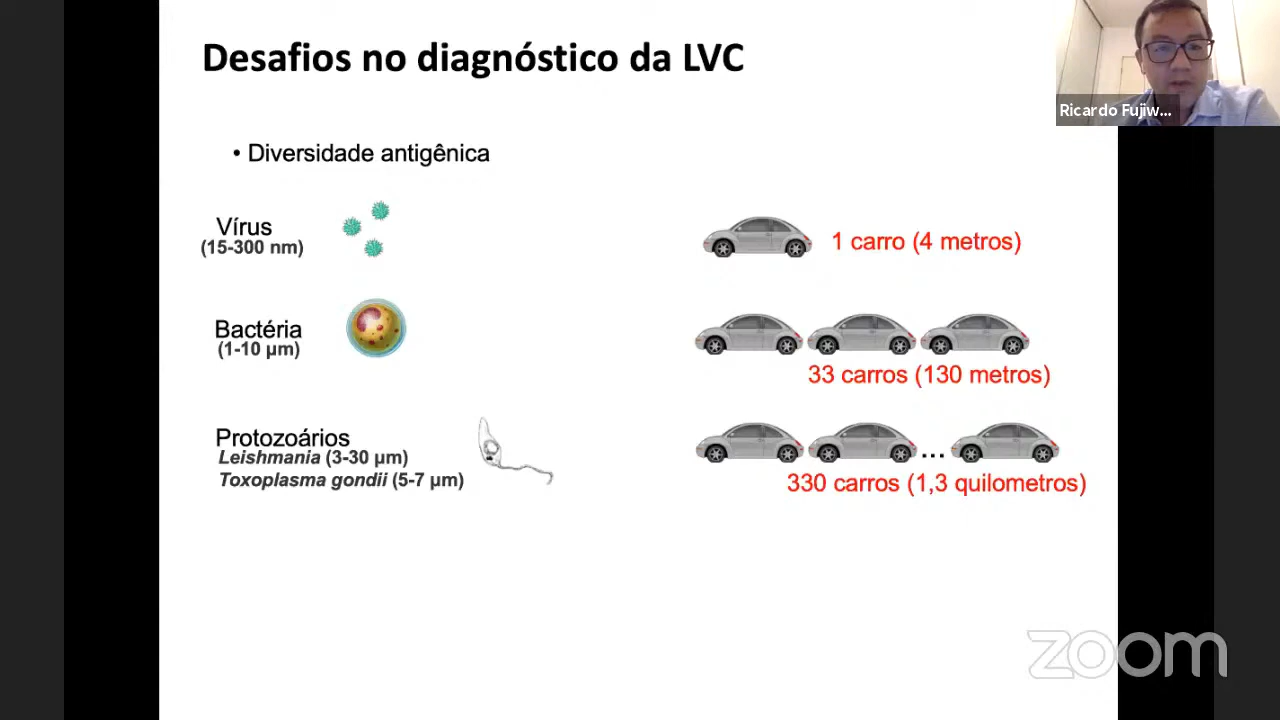 Desafios no diagnóstico da LVC
Ricardo Fujiw...
• Diversidade antigênica
Vírus
(15-300 nm)
1 carro (4 metros)
Bactéria
(1-10 µm)
33 carros (130 metros)
Protozoários
Leishmania (3-30 µm)
Toxoplasma gondii (5-7 µm)
...
330 carros (1,3 quilometros)
zoom